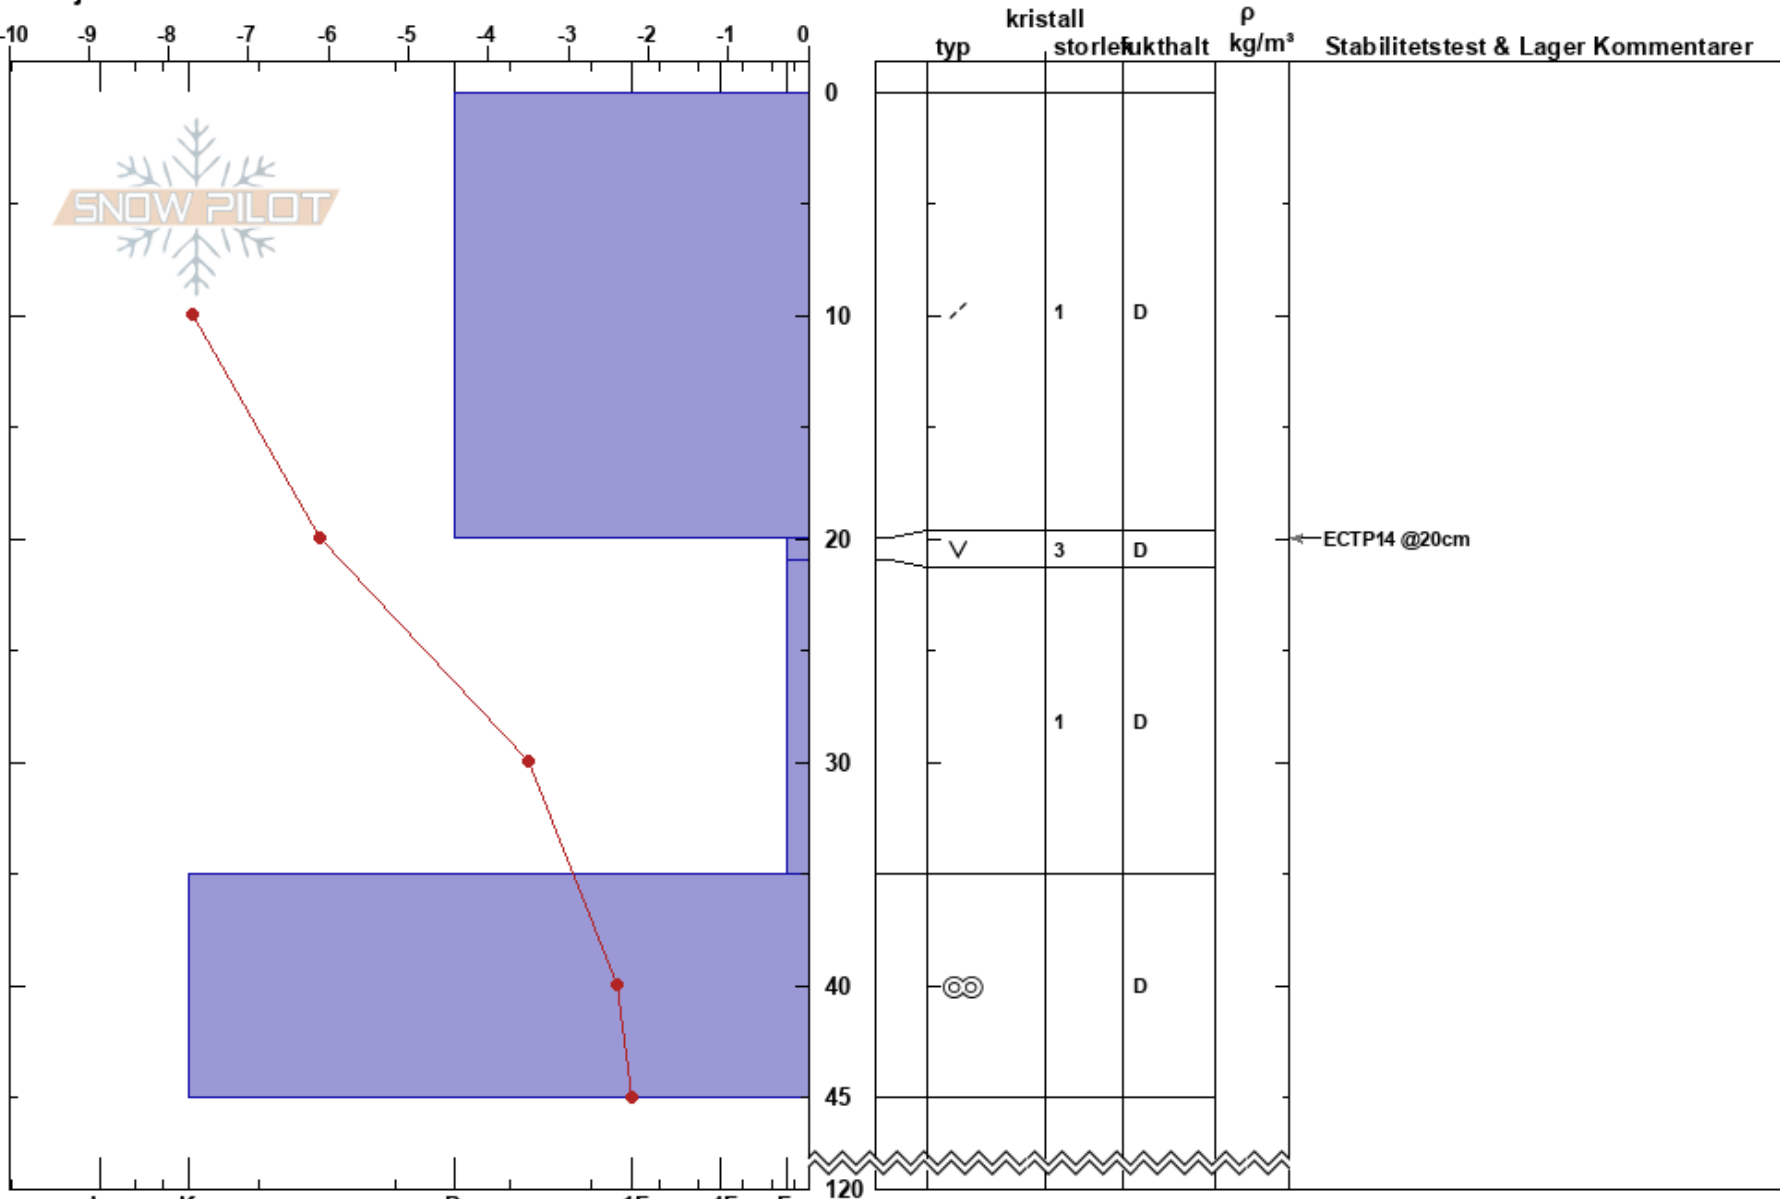 kristall ρ
-10 -9 -8 -7 -6 -5 -4 -3 -2 -1 0 typ storlek fukthalt kg/m³ Stabilitetstest & Lager Kommentarer
0
SNOW PILOT
10 1 D
20 3 D ECTP14 @20cm
1 D
30
40 D
45
120